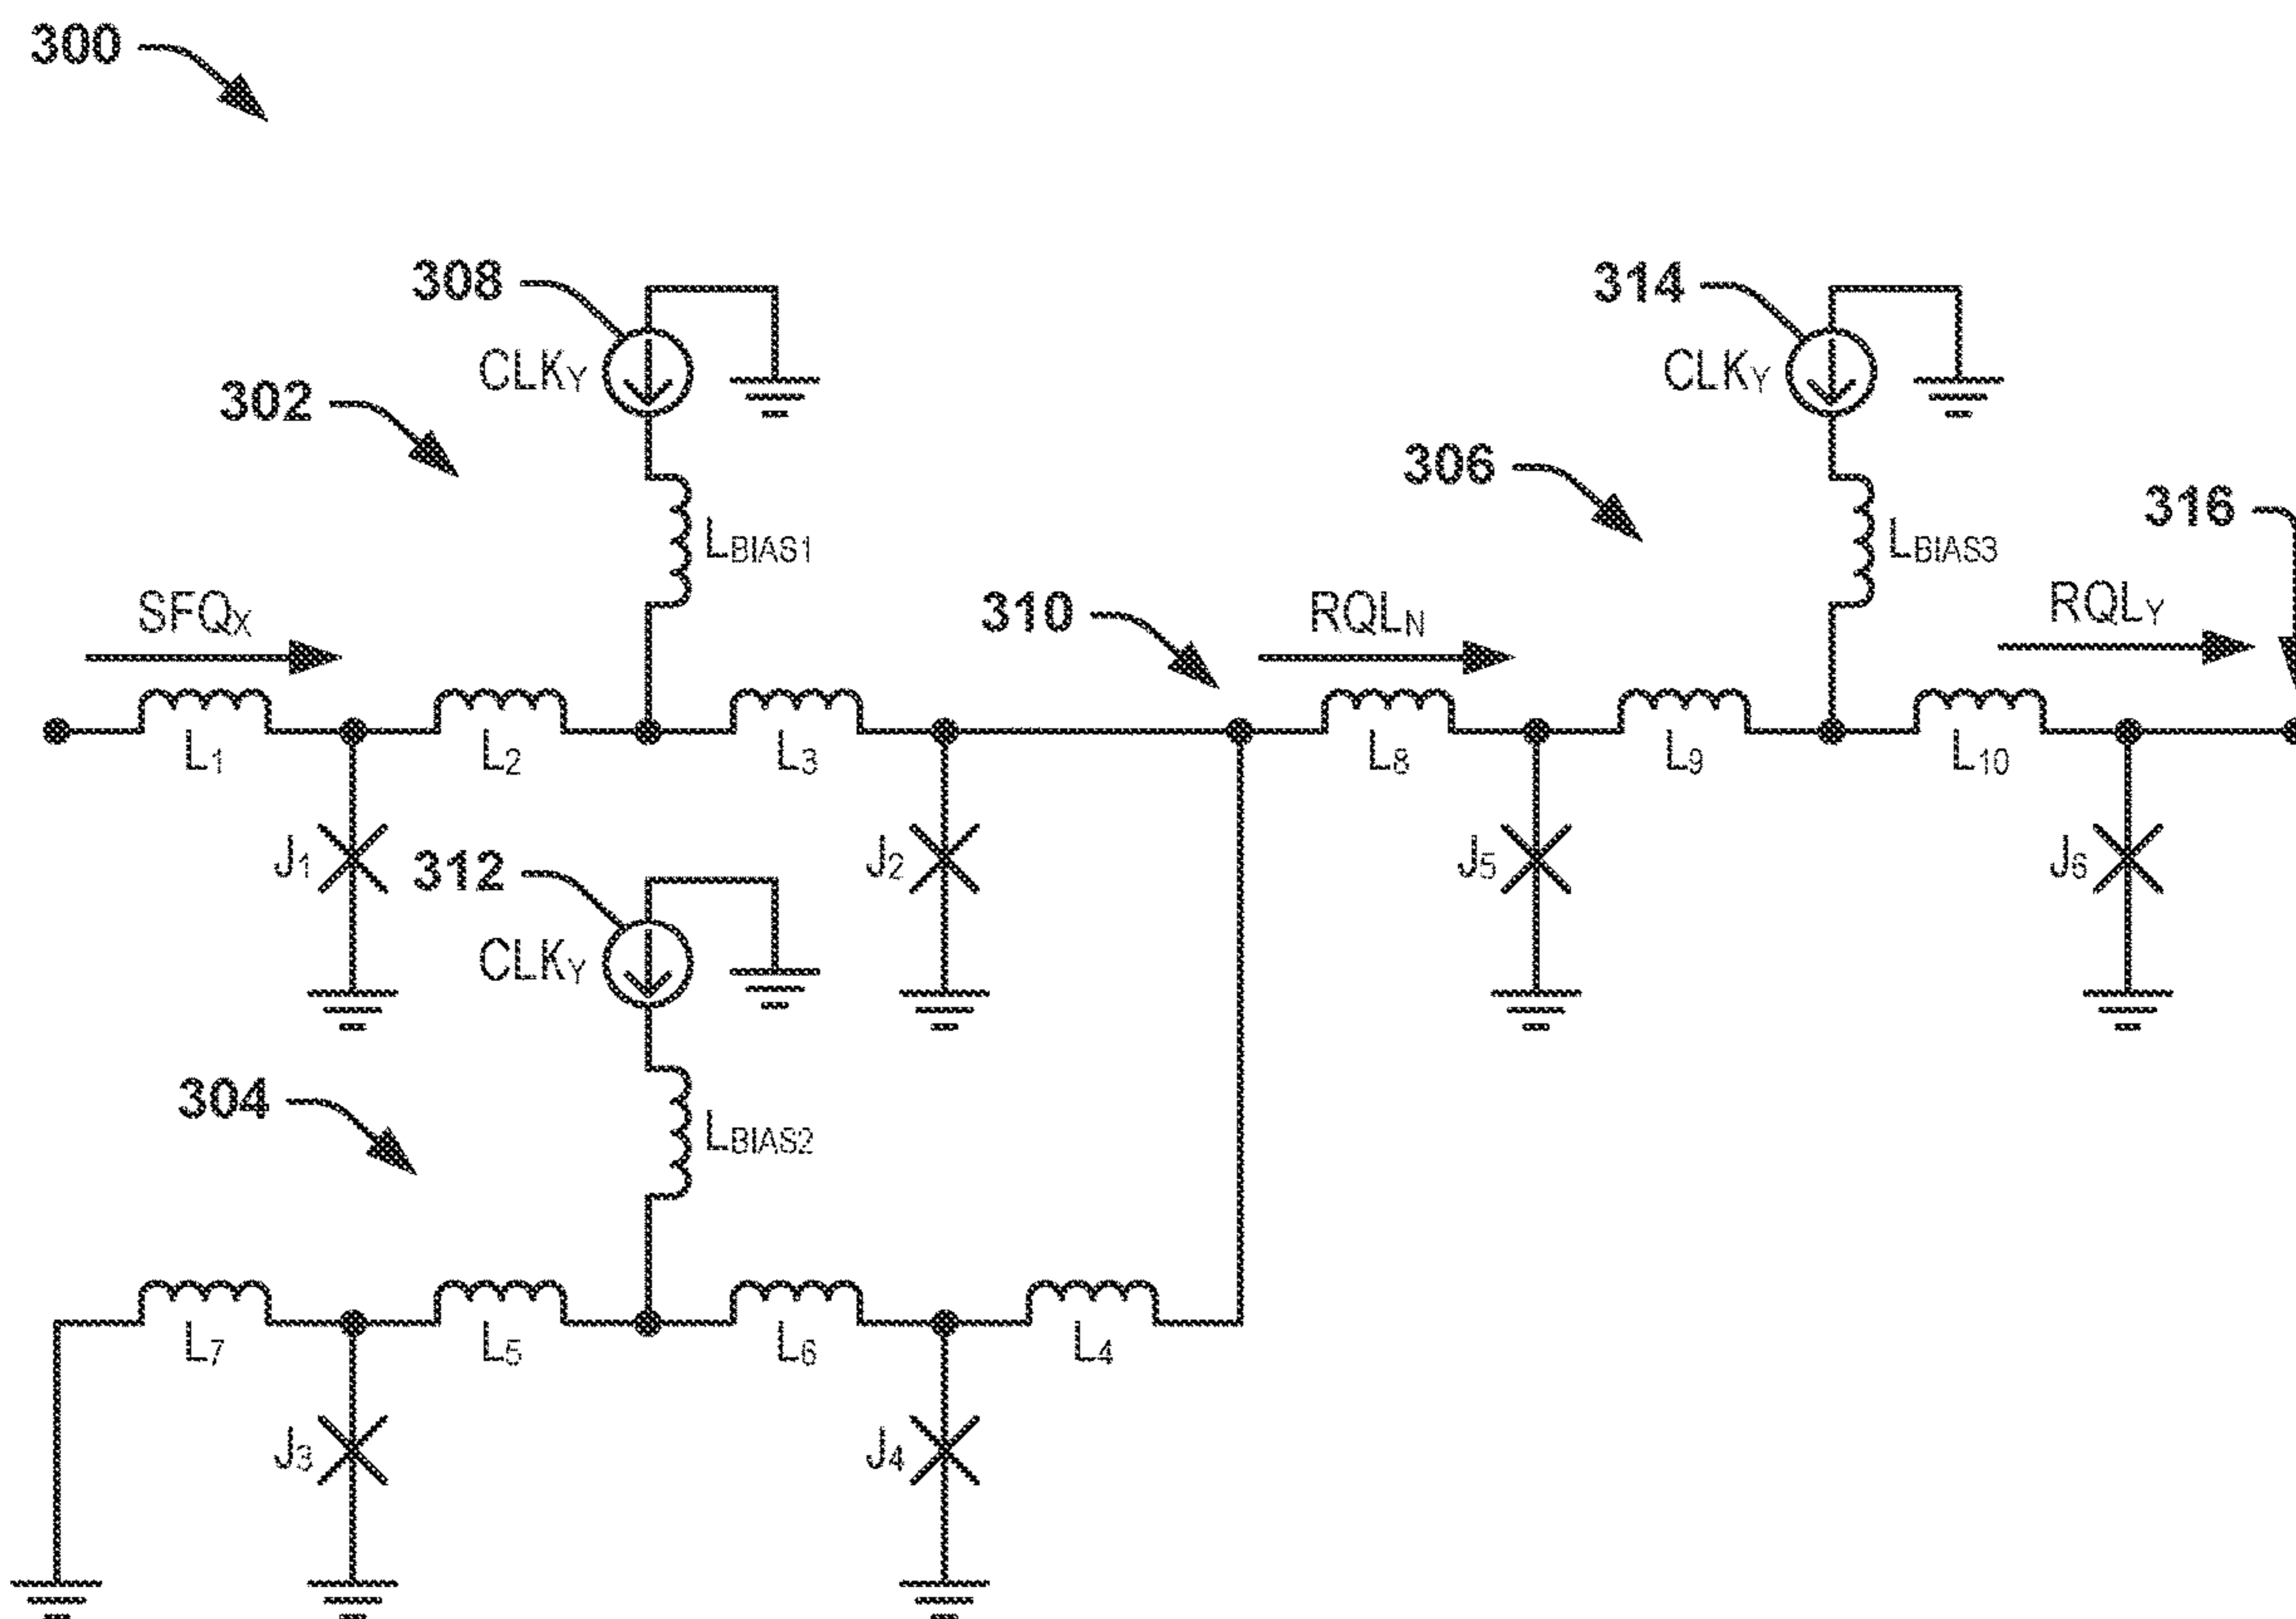 300
308
314
CLKY
CLKY
302
306
316
LBIAS1
LBIAS3
SFQX
310
RQLN
RQLY
L1
L2
L3
L8
L9
L10
J1
312
J2
J5
J6
CLKY
304
LBIAS2
L7
L5
L6
L4
J3
J4